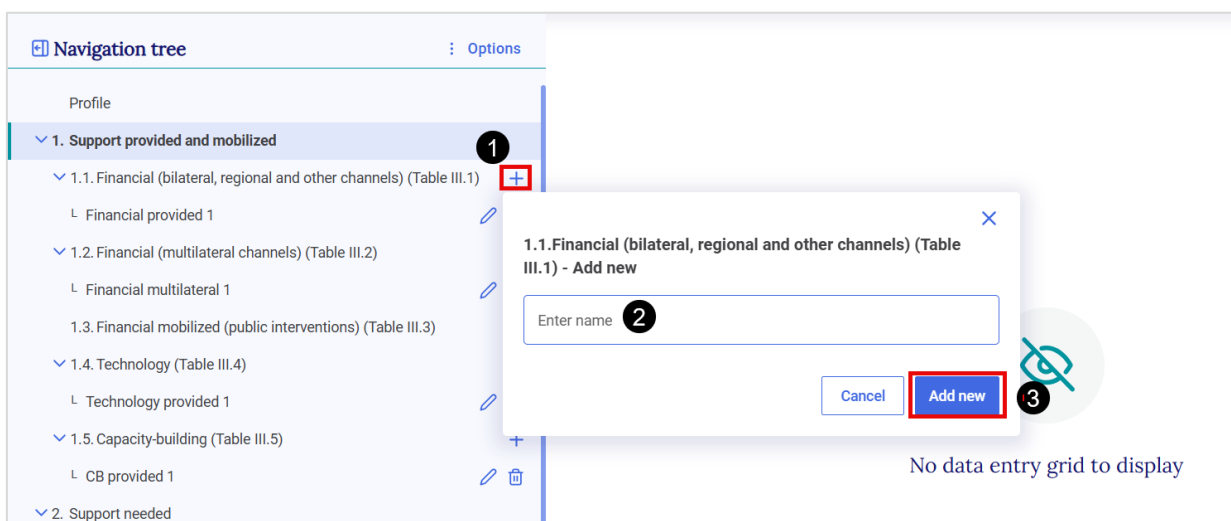 Navigation tree
Options
Profile
1. Support provided and mobilized
1
1.1. Financial (bilateral, regional and other channels) (Table III.1)
Financial provided 1
1.2. Financial (multilateral channels) (Table III.2)
Financial multilateral 1
1.3. Financial mobilized (public interventions) (Table III.3)
1.4. Technology (Table III.4)
Technology provided 1
1.5. Capacity-building (Table III.5)
CB provided 1
2. Support needed
1.1.Financial (bilateral, regional and other channels) (Table
III.1) - Add new
Enter name 2
Cancel Add new 3
No data entry grid to display